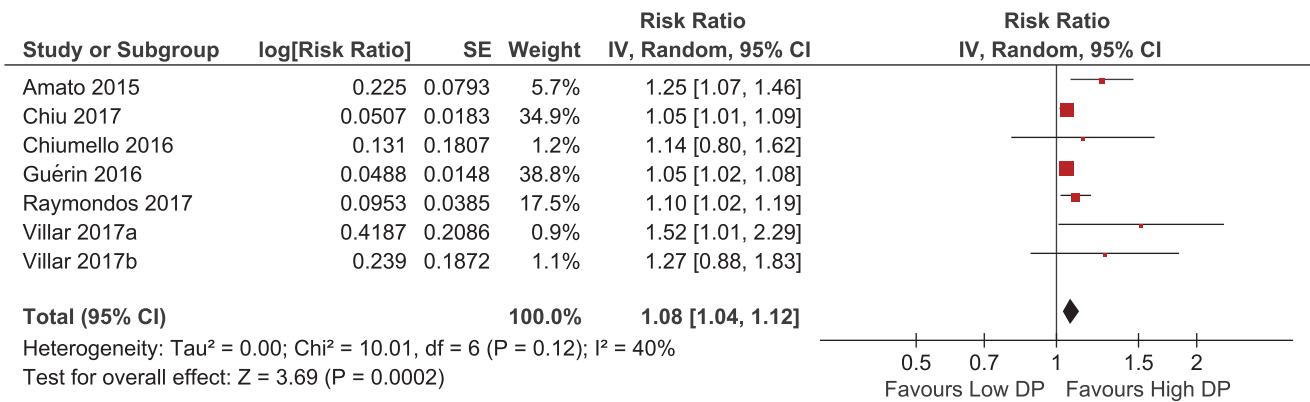 Risk Ratio Risk Ratio
Study or Subgroup log[Risk Ratio] SE Weight IV, Random, 95% CI IV, Random, 95% CI
Amato 2015 0.225 0.0793 5.7% 1.25 [1.07, 1.46]
Chiu 2017 0.0507 0.0183 34.9% 1.05 [1.01, 1.09]
Chiumello 2016 0.131 0.1807 1.2% 1.14 [0.80, 1.62]
Guérin 2016 0.0488 0.0148 38.8% 1.05 [1.02, 1.08]
Raymondos 2017 0.0953 0.0385 17.5% 1.10 [1.02, 1.19]
Villar 2017a 0.4187 0.2086 0.9% 1.52 [1.01, 2.29]
Villar 2017b 0.239 0.1872 1.1% 1.27 [0.88, 1.83]
Total (95% CI) 100.0% 1.08 [1.04, 1.12]
Heterogeneity: Tau² = 0.00; Chi² = 10.01, df = 6 (P = 0.12); I² = 40%
Test for overall effect: Z = 3.69 (P = 0.0002)
0.5 0.7 1 1.5 2
Favours Low DP Favours High DP